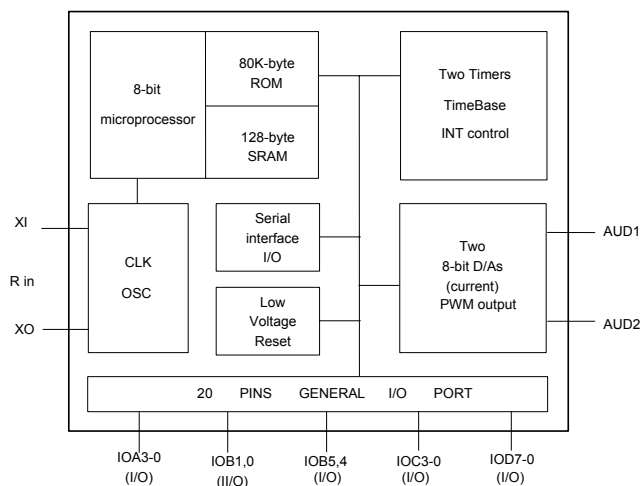 8-bit
microprocessor
80K-byte
ROM
128-byte
SRAM
Two Timers
TimeBase
INT control
XI
R in
XO
CLK
OSC
Serial
interface
I/O
Low
Voltage
Reset
Two
8-bit D/As
(current)
PWM output
AUD1
AUD2
20 PINS GENERAL I/O PORT
IOA3-0
(I/O)
IOB1,0
(II/O)
IOB5,4
(I/O)
IOC3-0
(I/O)
IOD7-0
(I/O)